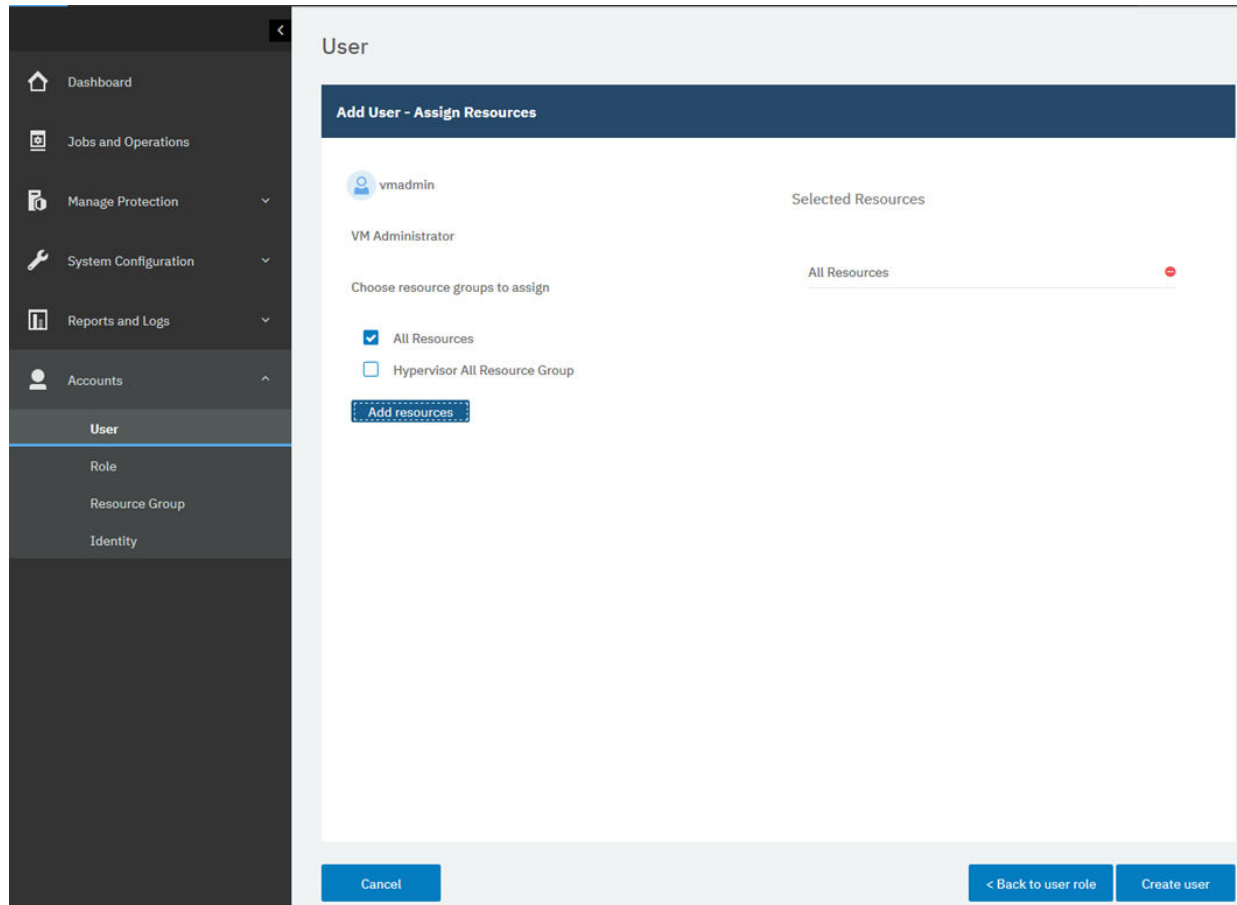 User
Dashboard
Jobs and Operations
Manage Protection
System Configuration
Reports and Logs
Accounts
User
Role
Resource Group
Identity
Add User - Assign Resources
vmadmin
VM Administrator
Choose resource groups to assign
All Resources
Hypervisor All Resource Group
Add resources
Selected Resources
All Resources
Cancel
< Back to user role
Create user